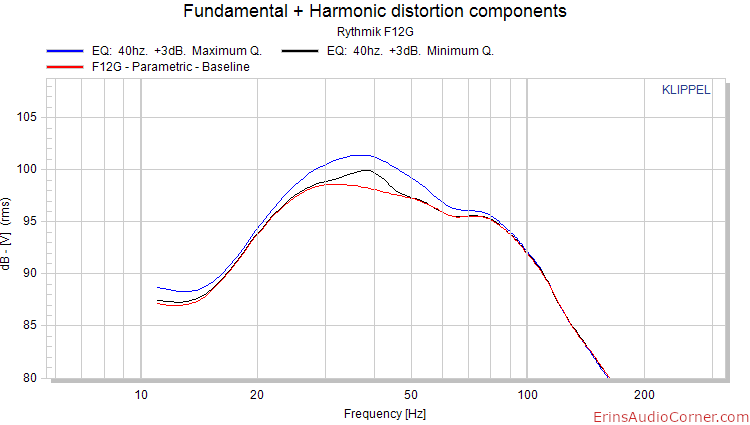 Fundamental + Harmonic distortion components
Rythmik F12G
EQ: 40hz. +3dB. Maximum Q.
EQ: 40hz. +3dB. Minimum Q.
F12G - Parametric - Baseline
KLIPPEL
105
100
95
90
85
80
dB - [V] (rms)
10
20
50
100
200
Frequency [Hz]
ErinsAudioCorner.com